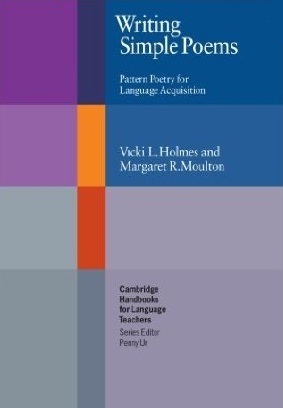 Writing
Simple Poems
Pattern Poetry for
Language Acquisition
Vicki L. Holmes and
Margaret R. Moulton
Cambridge
Handbooks
for Language
Teachers
Series Editor
Penny Ur